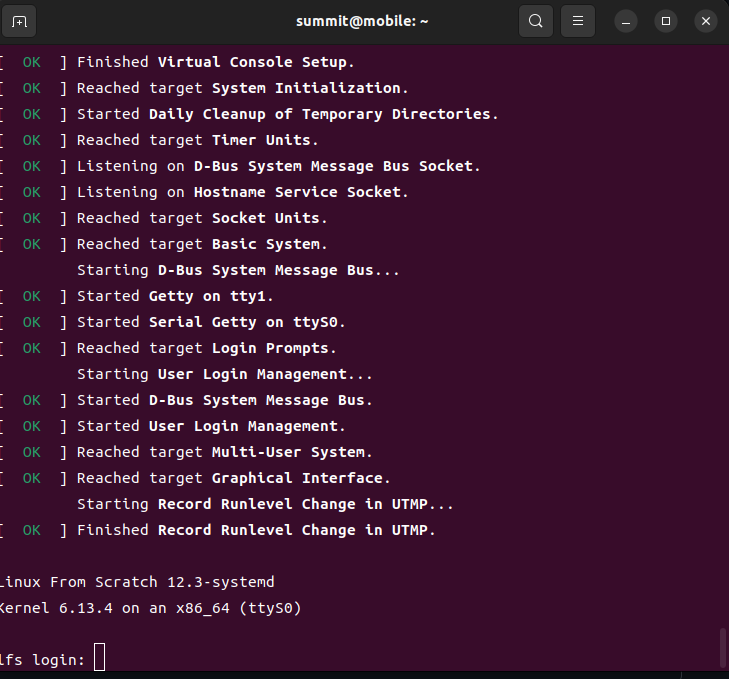 summit@mobile: ~
[ OK ] Finished Virtual Console Setup.
[ OK ] Reached target System Initialization.
[ OK ] Started Daily Cleanup of Temporary Directories.
[ OK ] Reached target Timer Units.
[ OK ] Listening on D-Bus System Message Bus Socket.
[ OK ] Listening on Hostname Service Socket.
[ OK ] Reached target Socket Units.
[ OK ] Reached target Basic System.
Starting D-Bus System Message Bus...
[ OK ] Started Getty on tty1.
[ OK ] Started Serial Getty on ttyS0.
[ OK ] Reached target Login Prompts.
Starting User Login Management...
[ OK ] Started D-Bus System Message Bus.
[ OK ] Started User Login Management.
[ OK ] Reached target Multi-User System.
[ OK ] Reached target Graphical Interface.
Starting Record Runlevel Change in UTMP...
[ OK ] Finished Record Runlevel Change in UTMP.
Linux From Scratch 12.3-systemd
Kernel 6.13.4 on an x86_64 (ttyS0)
lfs login: